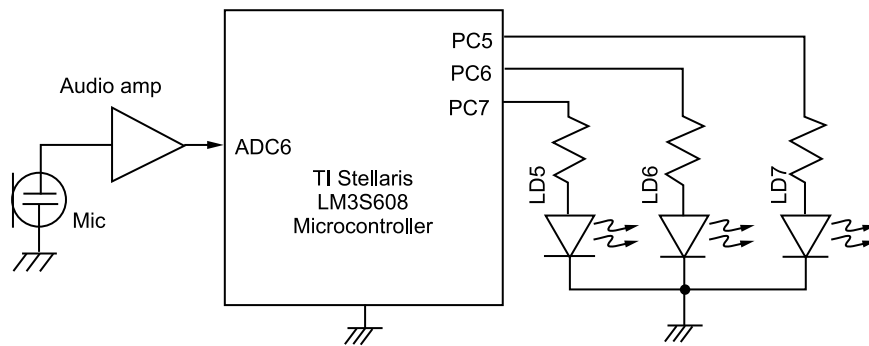 PC5
PC6
Audio amp
PC7
ADC6
LD5
LD6
LD7
TI Stellaris
LM3S608
Microcontroller
Mic